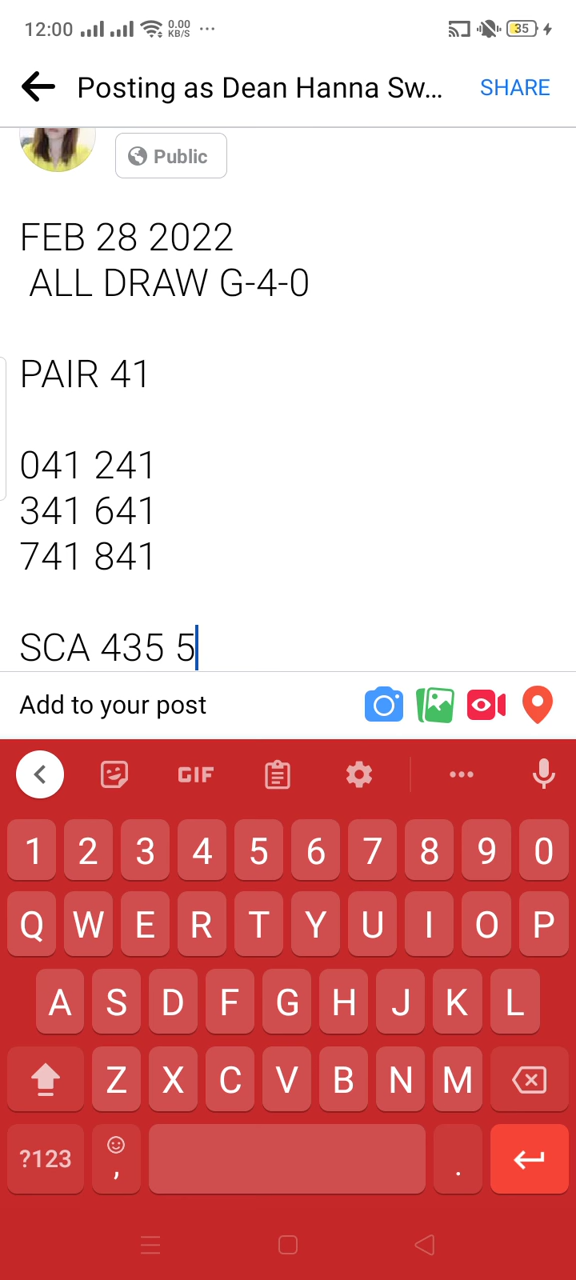 12:00
0.00
KB/S
35
Posting as Dean Hanna Sw...
SHARE
Public
FEB 28 2022
ALL DRAW G-4-0
PAIR 41
041 241
341 641
741 841
SCA 435 5
Add to your post
GIF
1 2 3 4 5 6 7 8 9 0
Q W E R T Y U I O P
A S D F G H J K L
Z X C V B N M
?123 , .